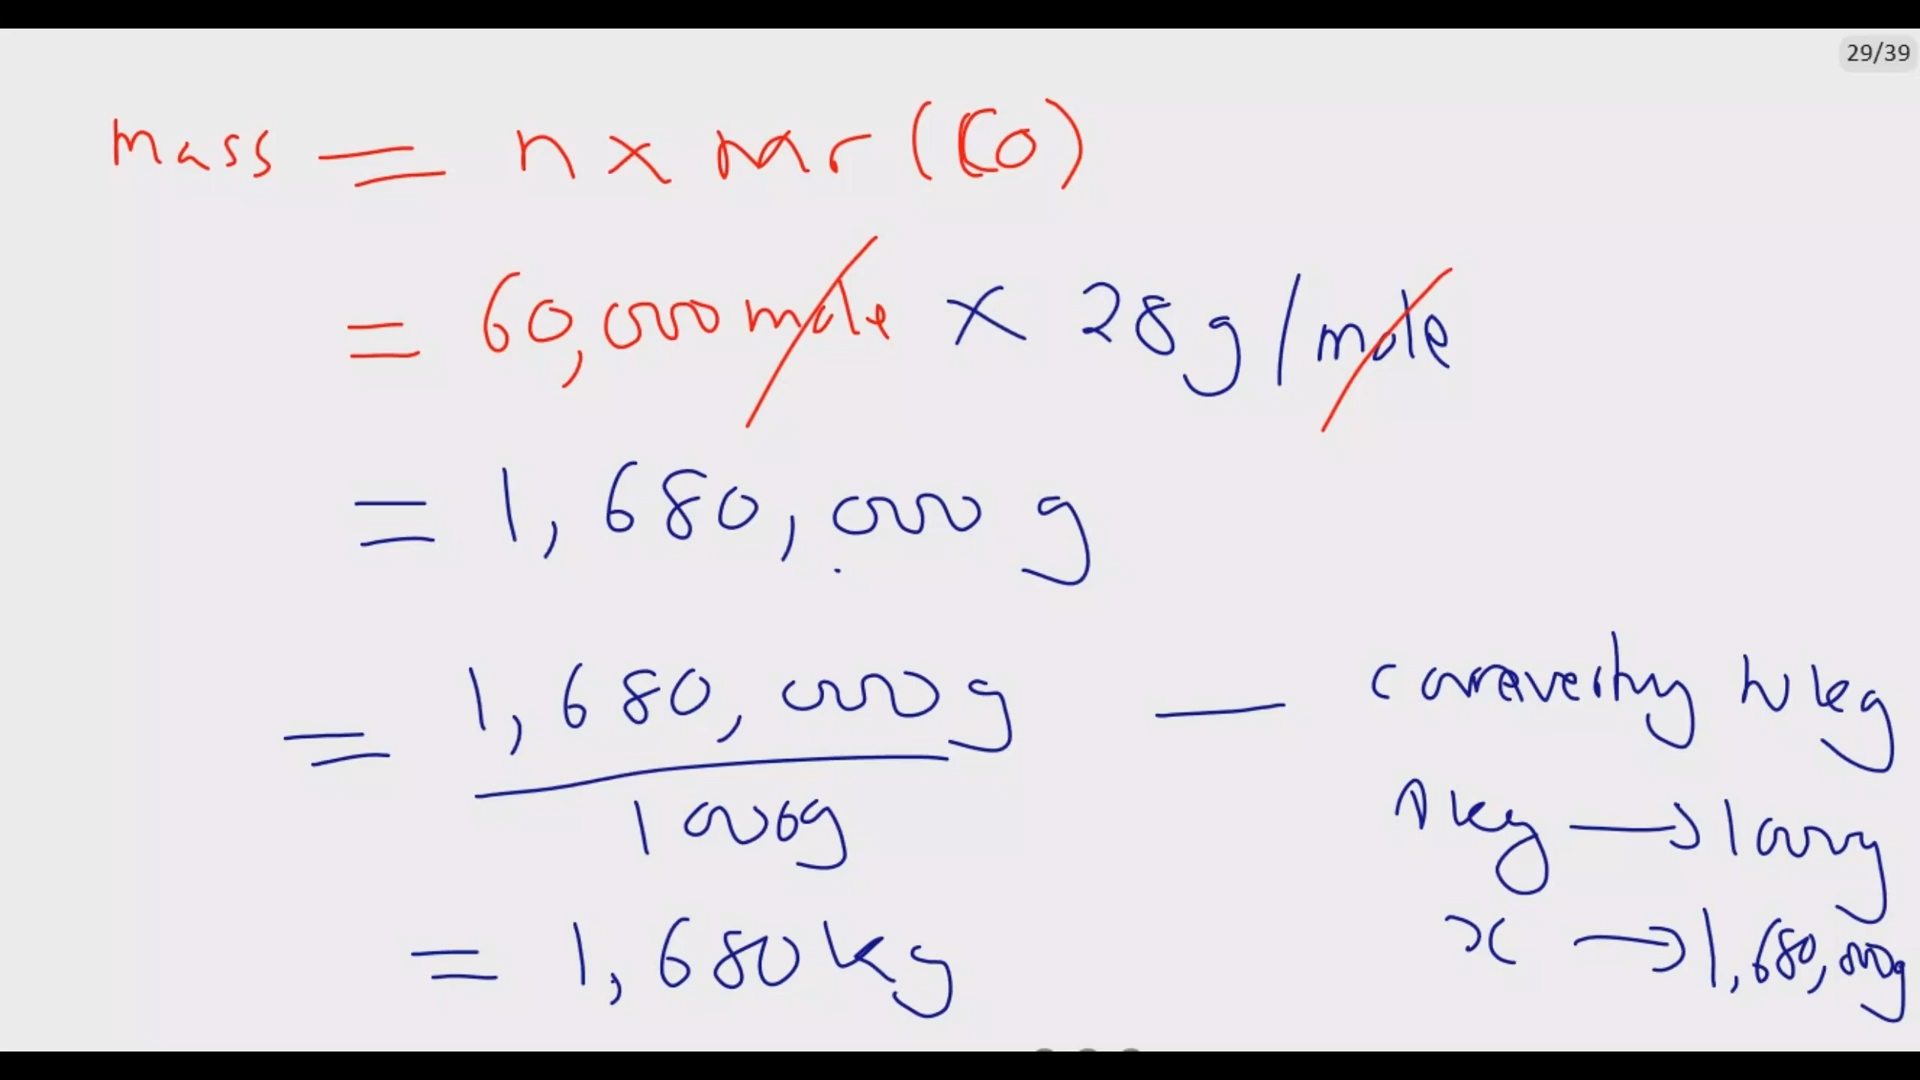 29/39
mass = n x Mr (CO)
= 60,000 mole x 28g/mole
= 1,680,000 g
= 1,680,000g / 1000g — converting to kg
1kg → 1000g
= 1,680 kg
x → 1,680,000g